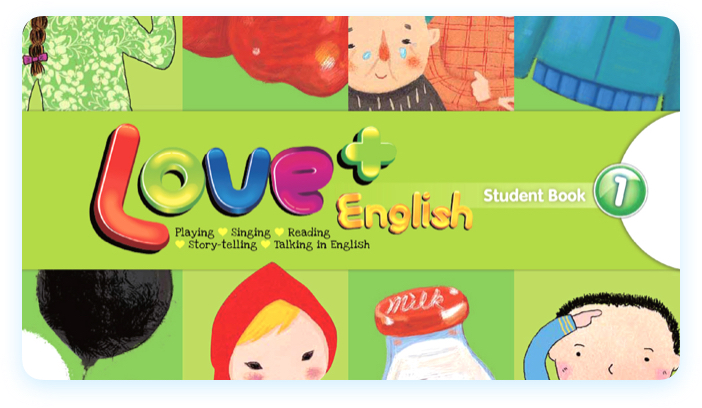 Love+
English
Student Book 1
Playing ♥ Singing ♥ Reading
♥ Story-telling ♥ Talking in English
Milk